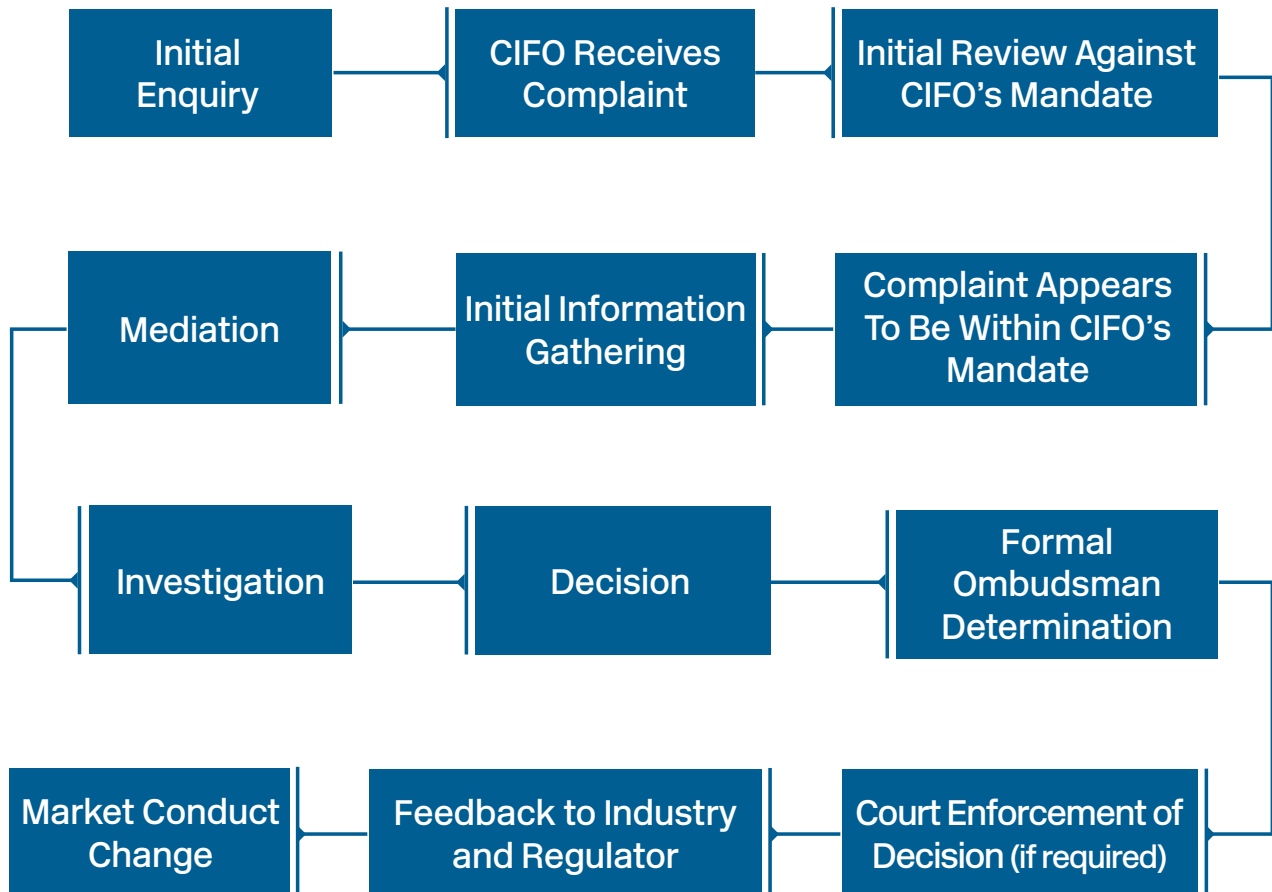 Initial
Enquiry
CIFO Receives
Complaint
Initial Review Against
CIFO’s Mandate
Complaint Appears
To Be Within CIFO’s
Mandate
Initial Information
Gathering
Mediation
Investigation
Decision
Formal
Ombudsman
Determination
Court Enforcement of
Decision (if required)
Feedback to Industry
and Regulator
Market Conduct
Change